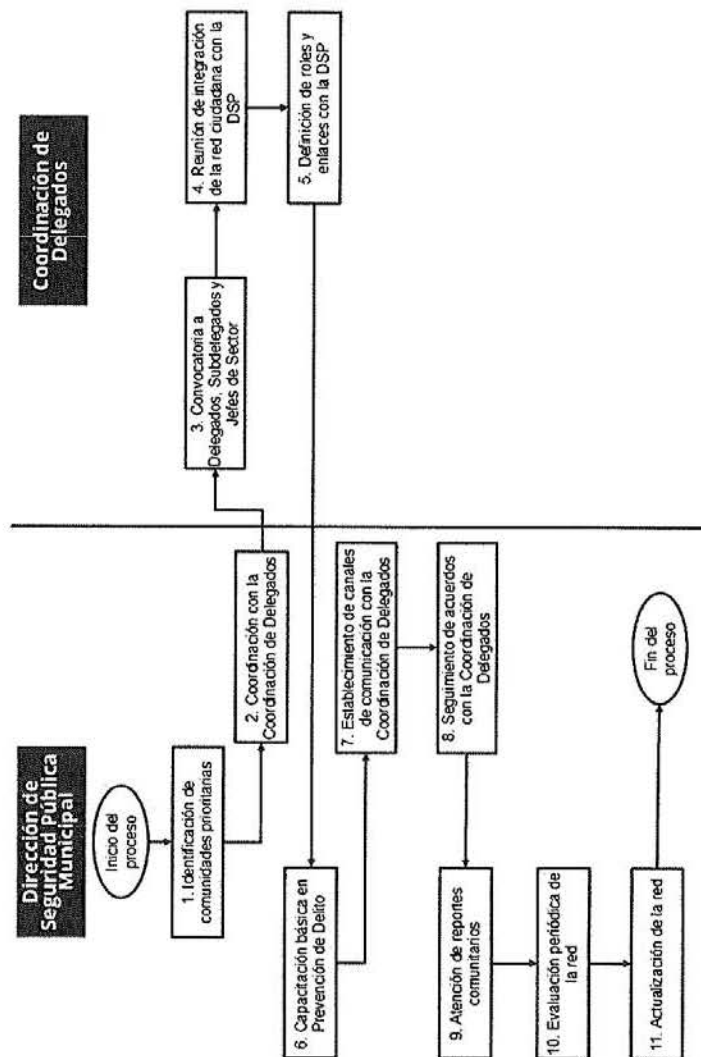 Dirección de
Seguridad Pública
Municipal
Coordinación de
Delegados
Inicio del
proceso
1. Identificación de
comunidades prioritarias
2. Coordinación con la
Coordinación de Delegados
3. Convocatoria a
Delegados, Subdelegados y
Jefes de Sector
4. Reunión de integración
de la red ciudadana con la
DSP
5. Definición de roles y
enlaces con la DSP
6. Capacitación básica en
Prevención de Delito
7. Establecimiento de canales
de comunicación con la
Coordinación de Delegados
8. Seguimiento de acuerdos
con la Coordinación de
Delegados
9. Atención de reportes
comunitarios
10. Evaluación periódica de
la red
11. Actualización de la red
Fin del
proceso